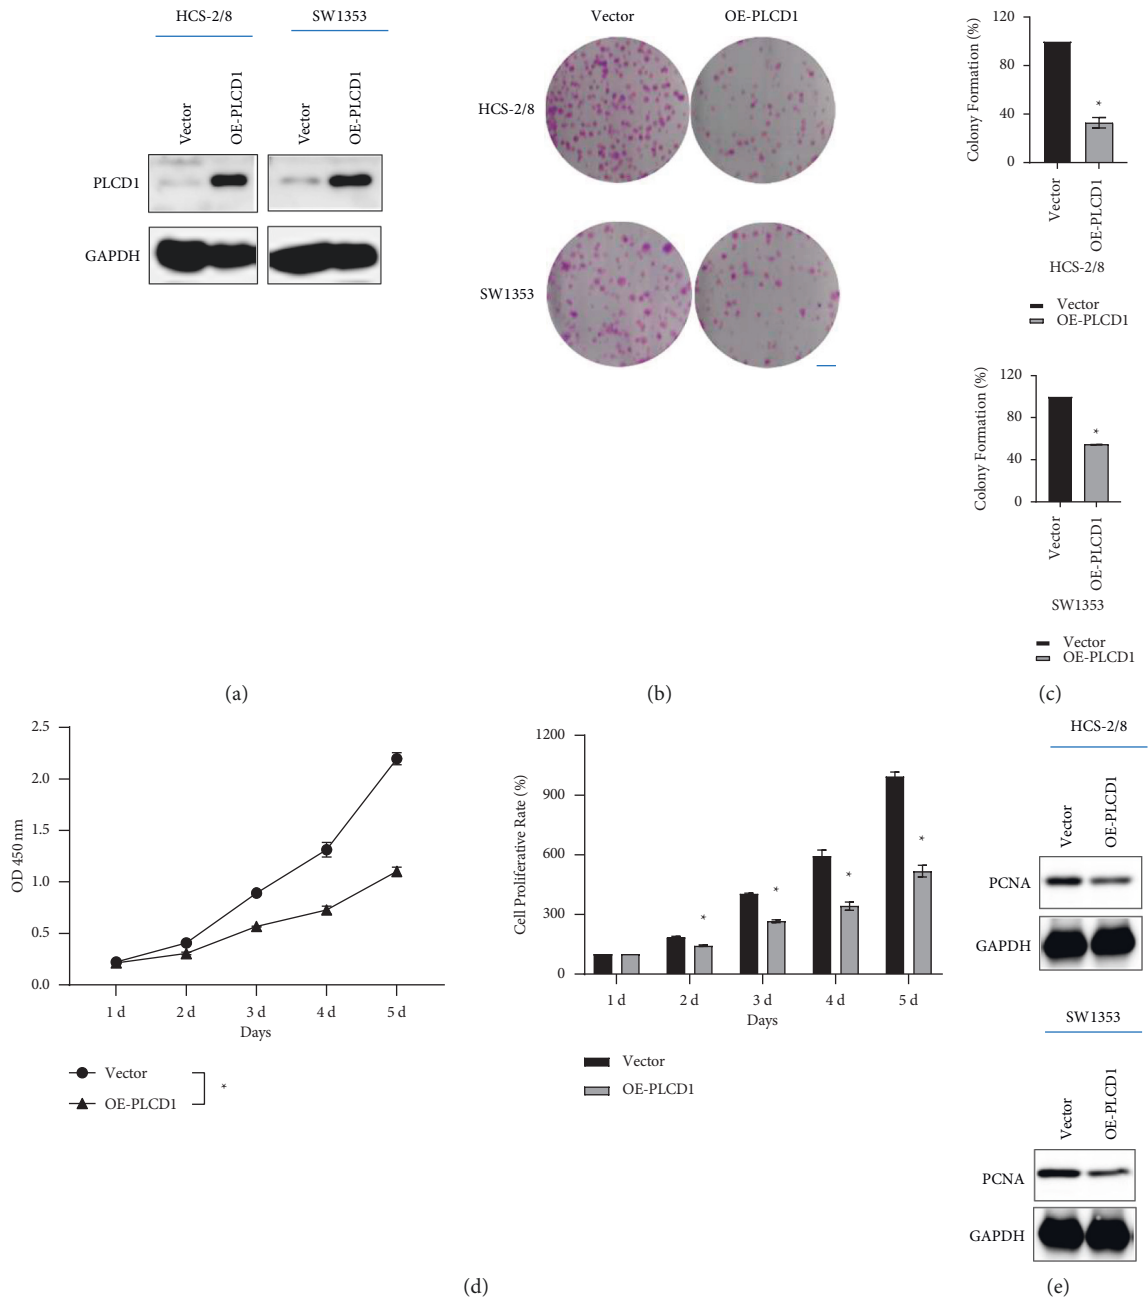 HCS-2/8 SW1353
Vector OE-PLCD1 Vector OE-PLCD1
PLCD1
GAPDH
(a)
Vector OE-PLCD1
HCS-2/8
SW1353
(b)
Colony Formation (%)
120
80
40
0
*
Vector OE-PLCD1
HCS-2/8
Vector
OE-PLCD1
Colony Formation (%)
120
80
40
0
*
Vector OE-PLCD1
SW1353
Vector
OE-PLCD1
(c)
OD 450 nm
2.5
2.0
1.5
1.0
0.5
0.0
1 d 2 d 3 d 4 d 5 d
Days
Vector
OE-PLCD1
*
Cell Proliferative Rate (%)
1200
900
600
300
0
* * * *
1 d 2 d 3 d 4 d 5 d
Days
Vector
OE-PLCD1
(d)
HCS-2/8
Vector OE-PLCD1
PCNA
GAPDH
SW1353
Vector OE-PLCD1
PCNA
GAPDH
(e)